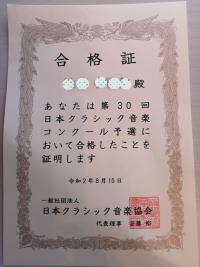 合格証
殿
あなたは第30回
日本クラシック音楽
コンクール予選に
おいて合格したことを
証明します
令和2年8月15日
一般社団法人
日本クラシック音楽協会
代表理事